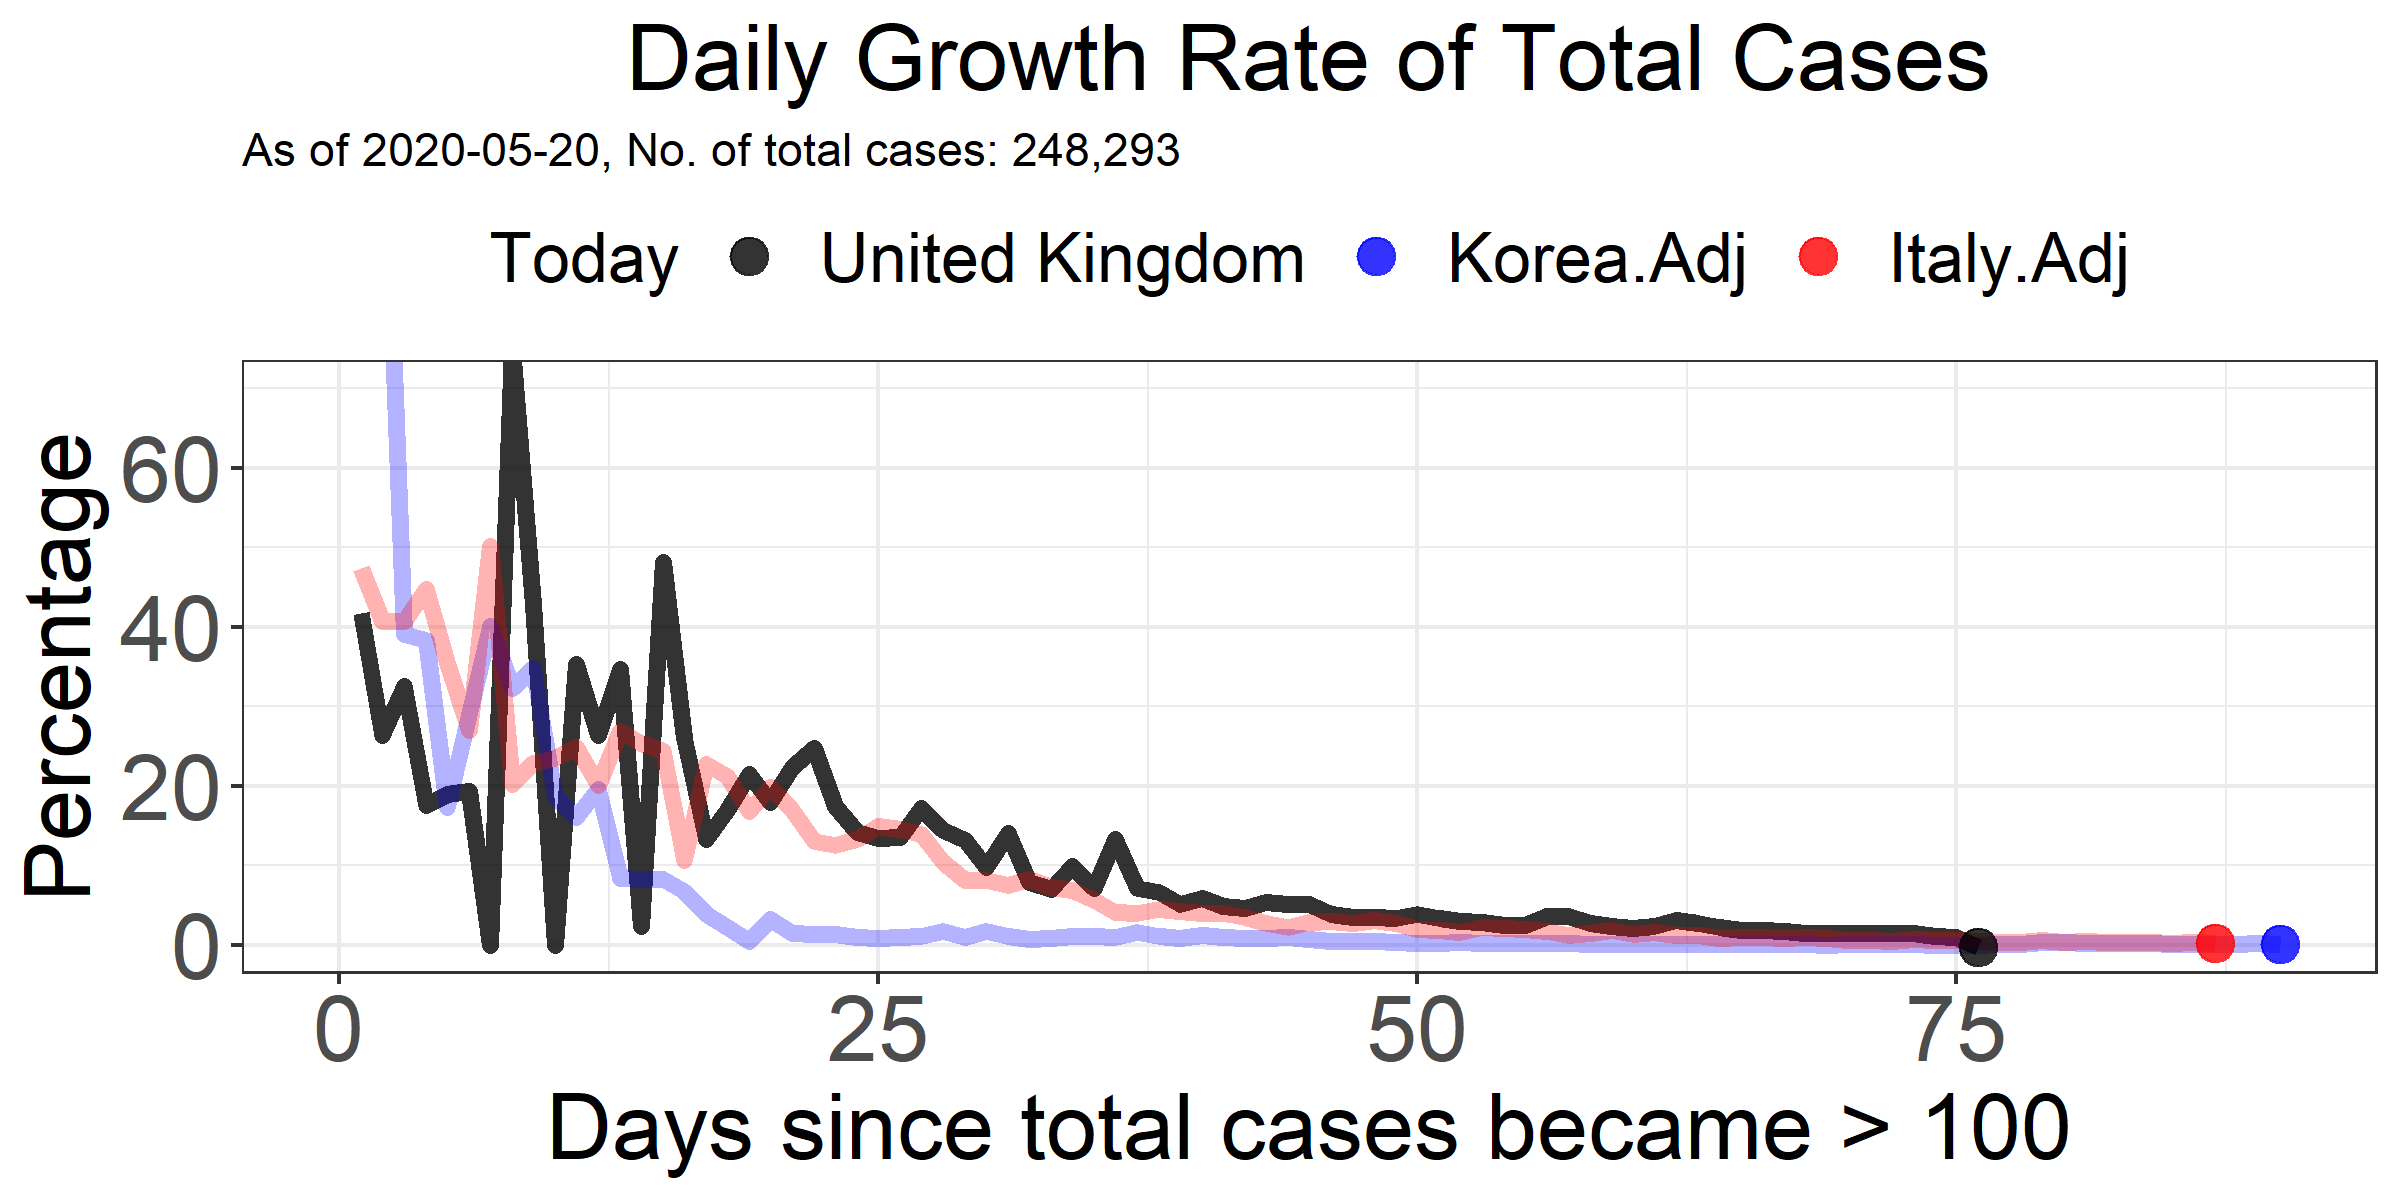 Daily Growth Rate of Total Cases
As of 2020-05-20, No. of total cases: 248,293
Today United Kingdom Korea.Adj Italy.Adj
Percentage
60
40
20
0
0 25 50 75
Days since total cases became > 100